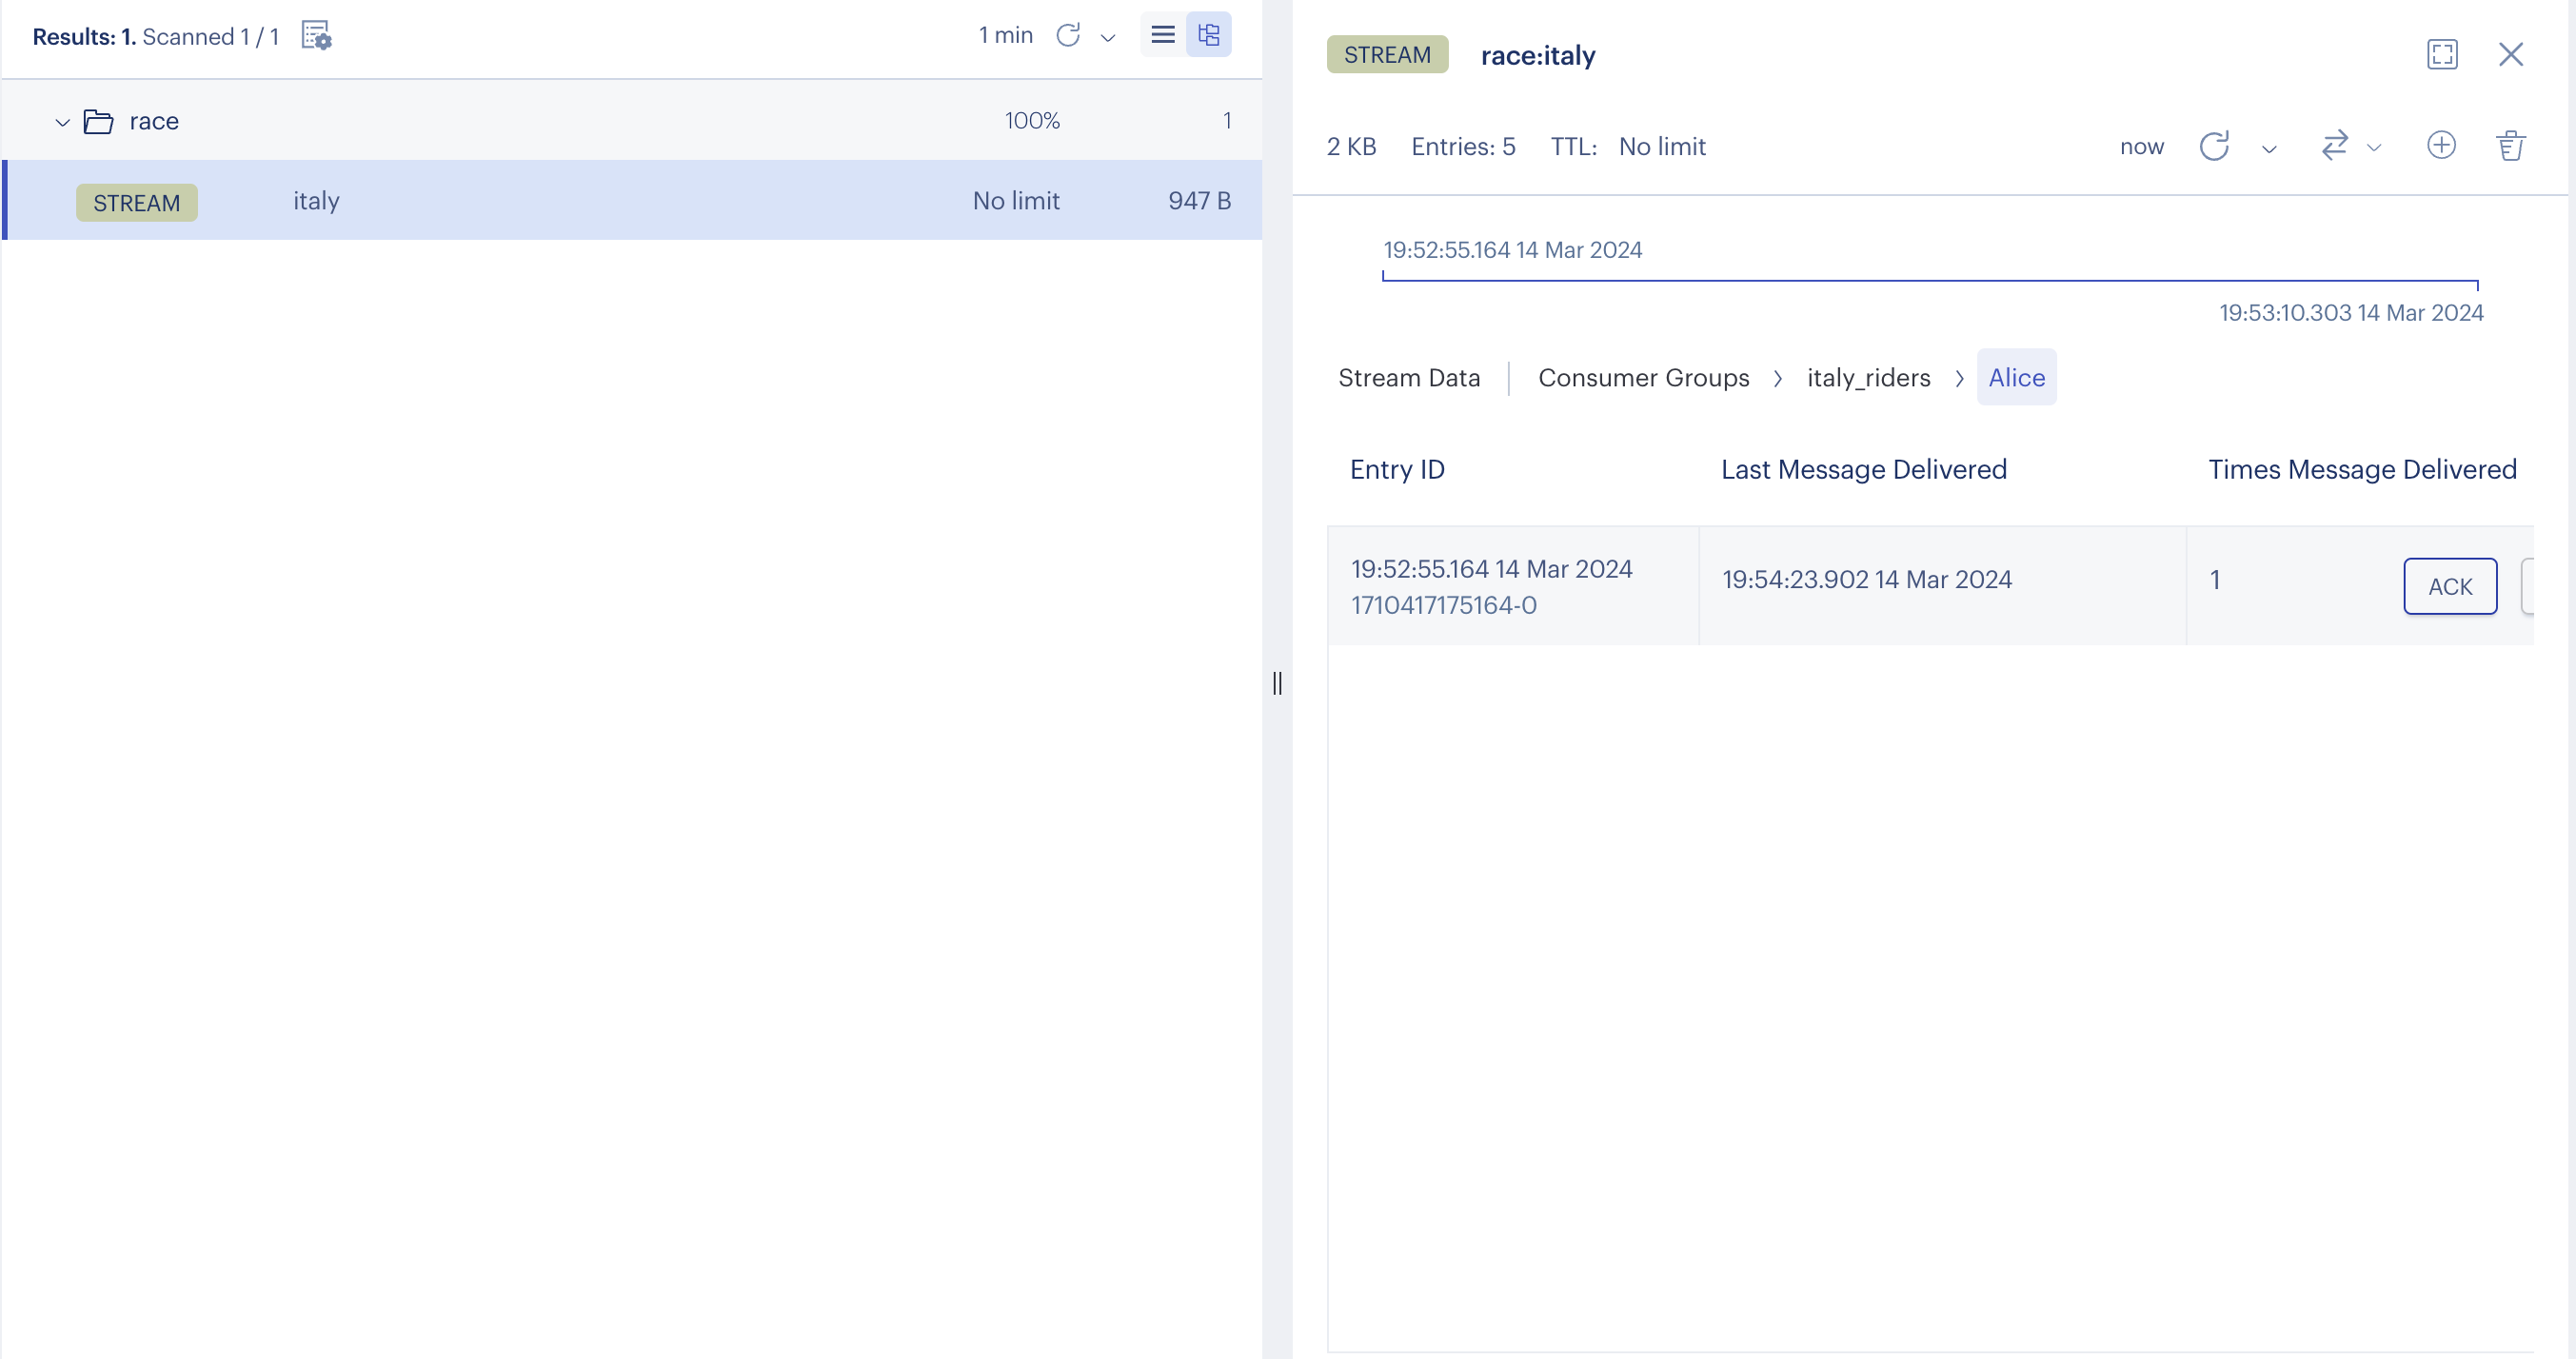 Results: 1. Scanned 1 / 1
1 min
race 100% 1
STREAM italy No limit 947 B
STREAM race:italy
2 KB Entries: 5 TTL: No limit now
19:52:55.164 14 Mar 2024
19:53:10.303 14 Mar 2024
Stream Data Consumer Groups italy_riders Alice
Entry ID Last Message Delivered Times Message Delivered
19:52:55.164 14 Mar 2024
1710417175164-0
19:54:23.902 14 Mar 2024
1
ACK